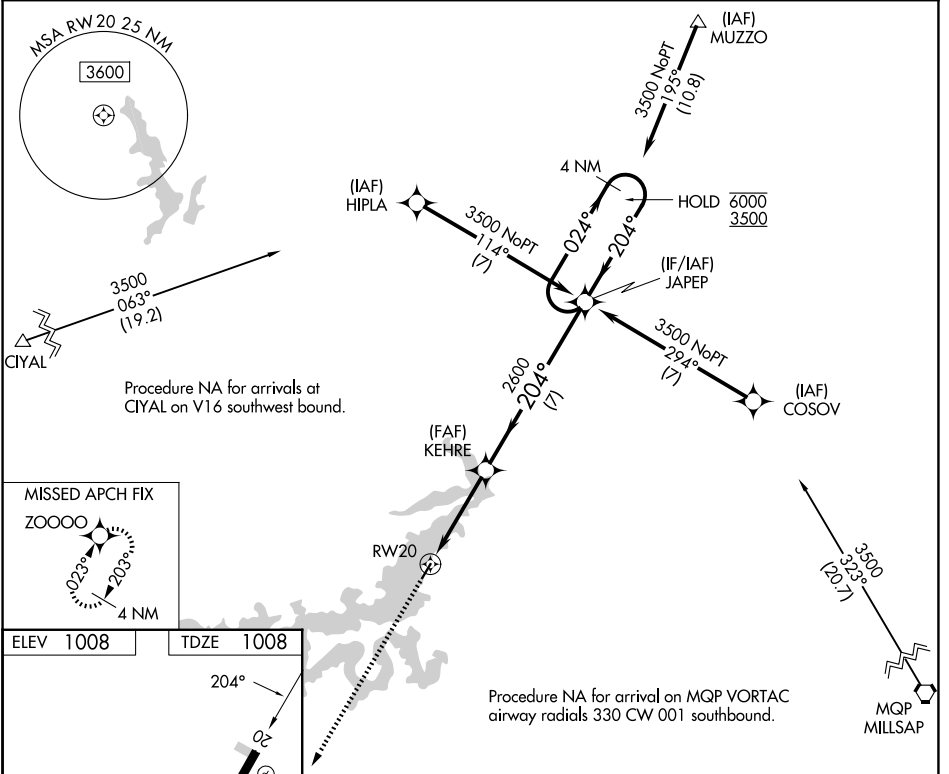 MSA RW 20 25 NM
3600
(IAF)
MUZZO
3500 NoPT
195°
(10.8)
4 NM
HOLD 6000
3500
(IAF)
HIPLA
3500 NoPT
114°
(7)
024°
204°
(IF/IAF)
JAPEP
3500
063°
(19.2)
CIYAL
3500 NoPT
294°
(7)
(IAF)
COSOV
Procedure NA for arrivals at
CIYAL on V16 southwest bound.
2600
204°
(7)
(FAF)
KEHRE
MISSED APCH FIX
ZOOOO
023°
203°
4 NM
RW20
3500
323°
(20.7)
ELEV 1008
TDZE 1008
204°
20
Procedure NA for arrival on MQP VORTAC
airway radials 330 CW 001 southbound.
MQP
MILLSAP